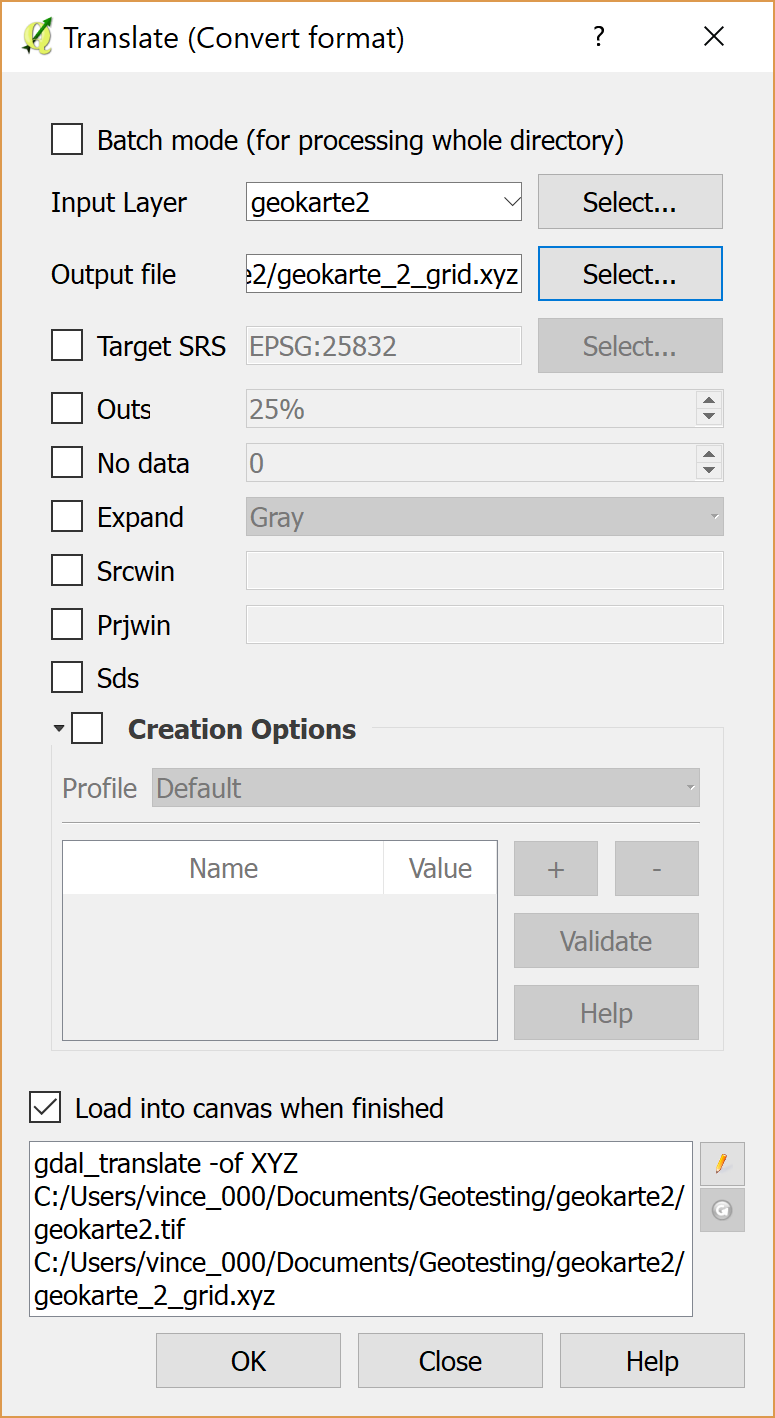 Translate (Convert format) ?
Batch mode (for processing whole directory)
Input Layer geokarte2 Select...
Output file e2/geokarte_2_grid.xyz Select...
Target SRS EPSG:25832 Select...
Outs 25%
No data 0
Expand Gray
Srcwin
Prjwin
Sds
Creation Options
Profile Default
Name Value + -
Validate
Help
Load into canvas when finished
gdal_translate -of XYZ
C:/Users/vince_000/Documents/Geotesting/geokarte2/
geokarte2.tif
C:/Users/vince_000/Documents/Geotesting/geokarte2/
geokarte_2_grid.xyz
OK Close Help